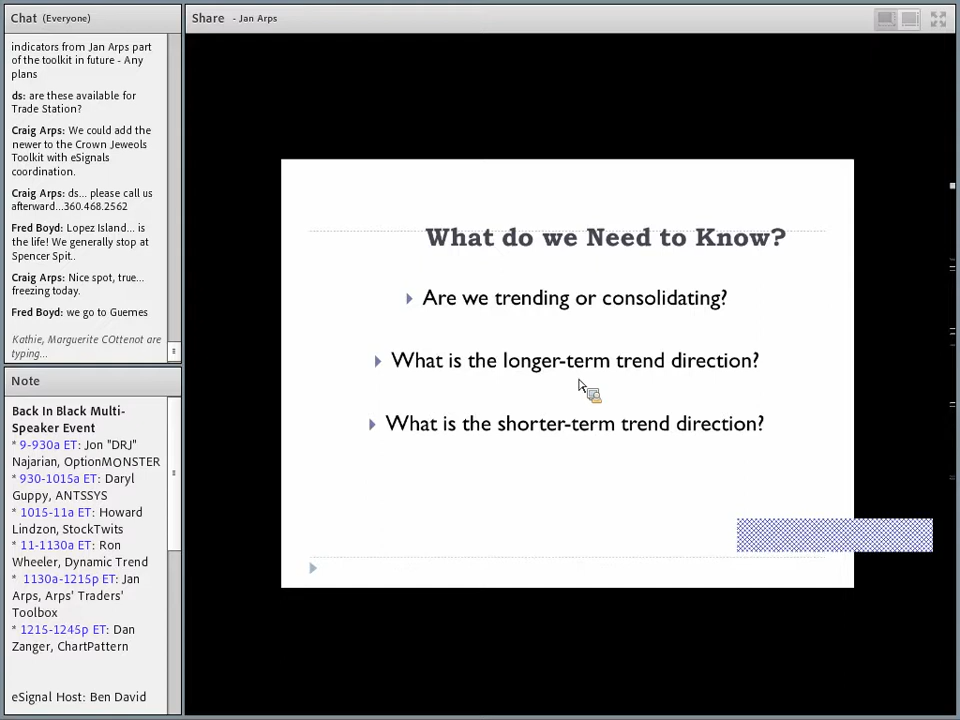 Chat (Everyone)
indicators from Jan Arps part
of the toolkit in future - Any
plans
ds: are these available for
Trade Station?
Craig Arps: We could add the
newer to the Crown Jeweols
Toolkit with eSignals
coordination.
Craig Arps: ds... please call us
afterward...360.468.2562
Fred Boyd: Lopez Island... is
the life! We generally stop at
Spencer Spit..
Craig Arps: Nice spot, true...
freezing today.
Fred Boyd: we go to Guemes
Kathie, Marguerite COttenot are
typing...
Note
Back In Black Multi-
Speaker Event
* 9-930a ET: Jon "DRJ"
Najarian, OptionMONSTER
* 930-1015a ET: Daryl
Guppy, ANTSSYS
* 1015-11a ET: Howard
Lindzon, StockTwits
* 11-1130a ET: Ron
Wheeler, Dynamic Trend
* 1130a-1215p ET: Jan
Arps, Arps' Traders'
Toolbox
* 1215-1245p ET: Dan
Zanger, ChartPattern
eSignal Host: Ben David
Share - Jan Arps
What do we Need to Know?
Are we trending or consolidating?
What is the longer-term trend direction?
What is the shorter-term trend direction?